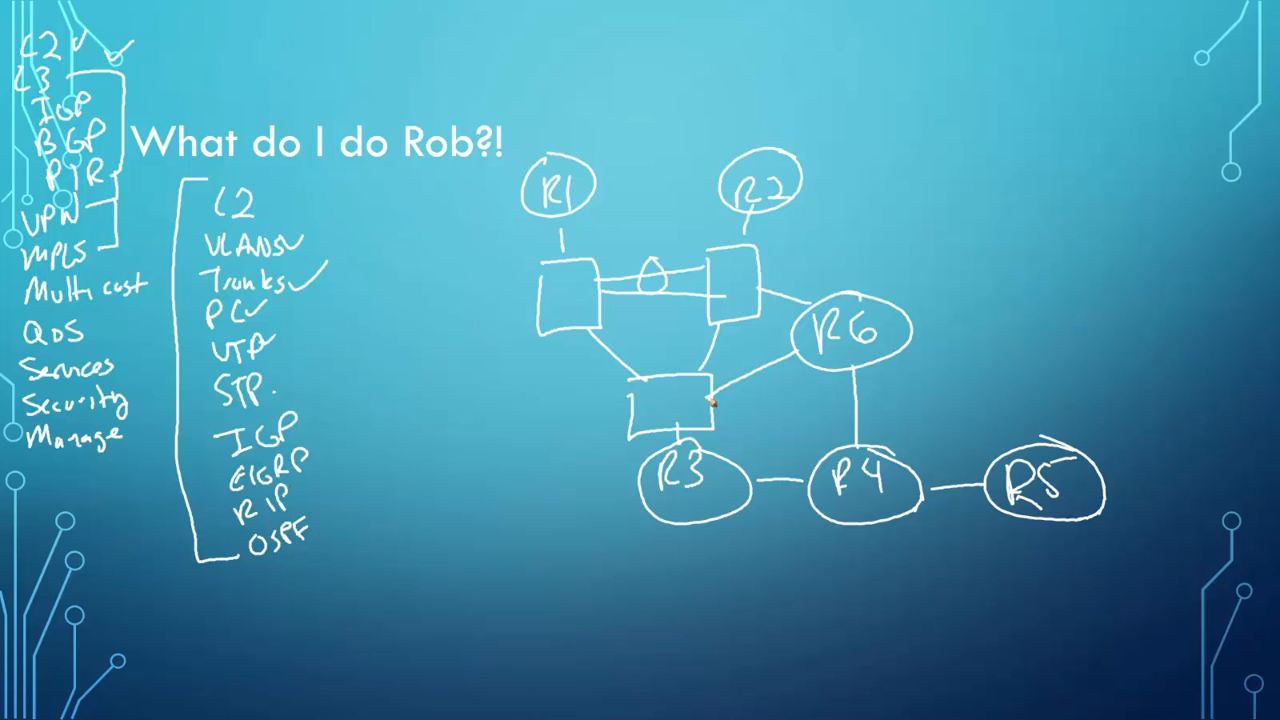 L2
L3
IGP
BGP
PfR
VPN
MPLS
Multicast
QOS
Services
Security
Manage
What do I do Rob?!
L2
VLANs
Trunks
PC
VTP
STP
IGP
EIGRP
RIP
OSPF
R1
R2
R6
R3
R4
R5